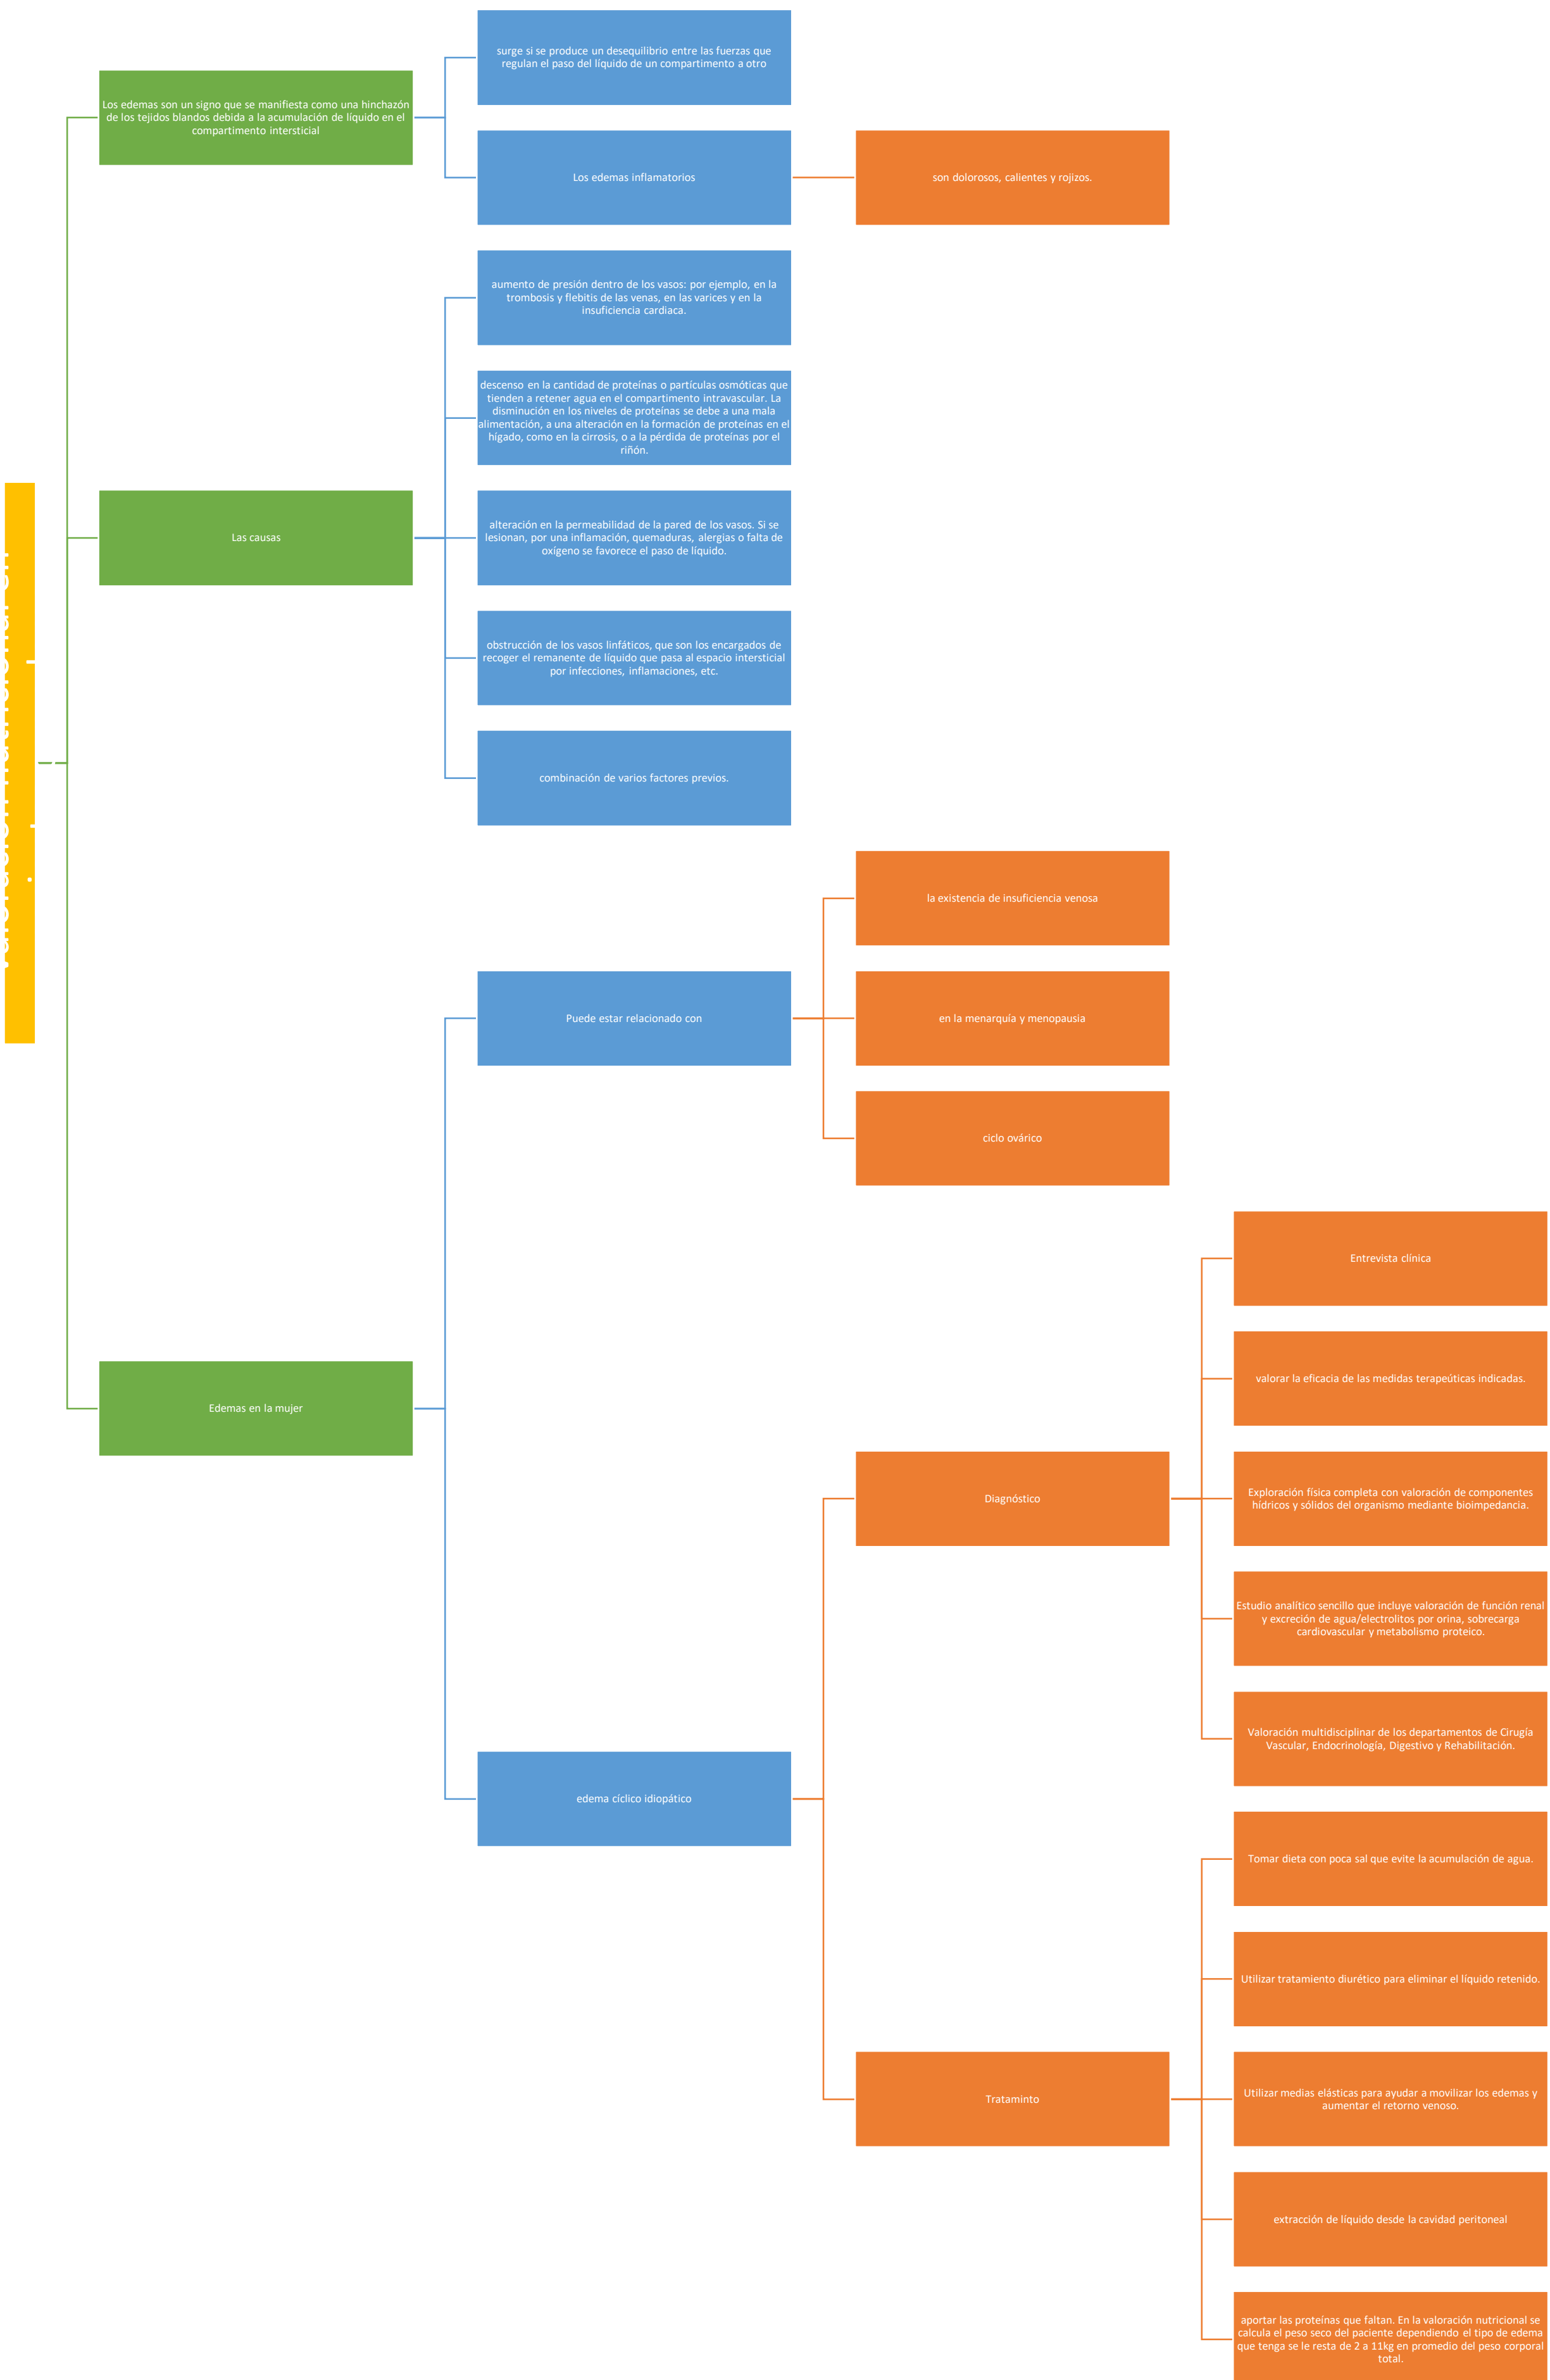 surge si se produce un desequilibrio entre las fuerzas que
regulan el paso del líquido de un compartimento a otro
Los edemas son un signo que se manifiesta como una hinchazón
de los tejidos blandos debida a la acumulación de líquido en el
compartimento intersticial
Los edemas inflamatorios
son dolorosos, calientes y rojizos.
aumento de presión dentro de los vasos: por ejemplo, en la
trombosis y flebitis de las venas, en las varices y en la
insuficiencia cardiaca.
descenso en la cantidad de proteínas o partículas osmóticas que
tienden a retener agua en el compartimento intravascular. La
disminución en los niveles de proteínas se debe a una mala
alimentación, a una alteración en la formación de proteínas en el
hígado, como en la cirrosis, o a la pérdida de proteínas por el
riñón.
Las causas
alteración en la permeabilidad de la pared de los vasos. Si se
lesionan, por una inflamación, quemaduras, alergias o falta de
oxígeno se favorece el paso de líquido.
obstrucción de los vasos linfáticos, que son los encargados de
recoger el remanente de líquido que pasa al espacio intersticial
por infecciones, inflamaciones, etc.
combinación de varios factores previos.
la existencia de insuficiencia venosa
Puede estar relacionado con
en la menarquía y menopausia
ciclo ovárico
Entrevista clínica
valorar la eficacia de las medidas terapeúticas indicadas.
Edemas en la mujer
Diagnóstico
Exploración física completa con valoración de componentes
hídricos y sólidos del organismo mediante bioimpedancia.
Estudio analítico sencillo que incluye valoración de función renal
y excreción de agua/electrolitos por orina, sobrecarga
cardiovascular y metabolismo proteico.
Valoración multidisciplinar de los departamentos de Cirugía
Vascular, Endocrinología, Digestivo y Rehabilitación.
edema cíclico idiopático
Tomar dieta con poca sal que evite la acumulación de agua.
Utilizar tratamiento diurético para eliminar el líquido retenido.
Trataminto
Utilizar medias elásticas para ayudar a movilizar los edemas y
aumentar el retorno venoso.
extracción de líquido desde la cavidad peritoneal
aportar las proteínas que faltan. En la valoración nutricional se
calcula el peso seco del paciente dependiendo el tipo de edema
que tenga se le resta de 2 a 11kg en promedio del peso corporal
total.